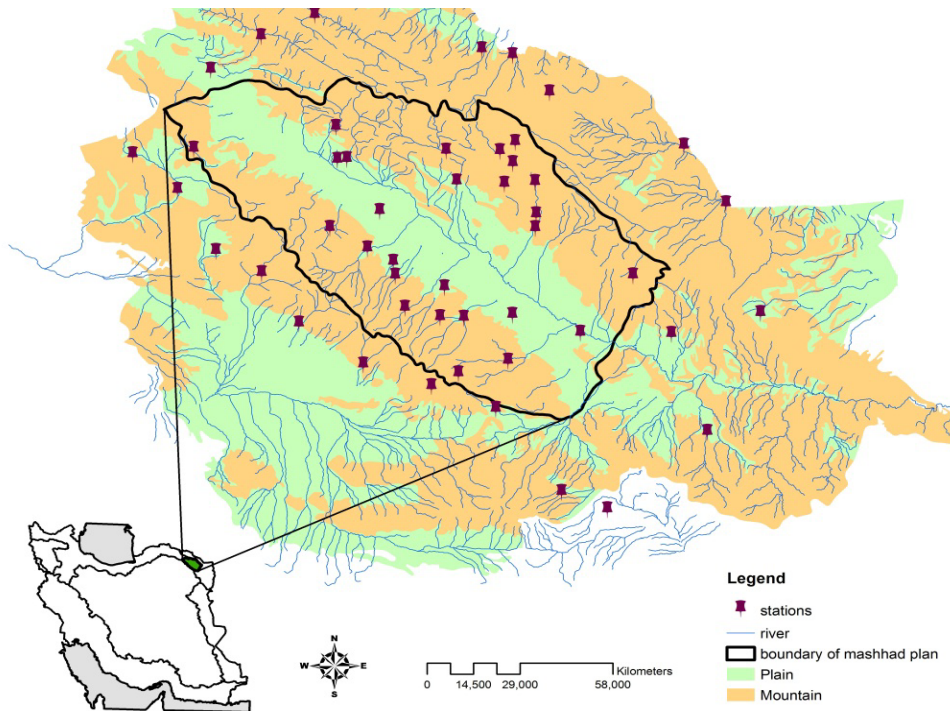 Legend
stations
river
boundary of mashhad plan
Plain
Mountain
N
W E
S
Kilometers
0 14,500 29,000 58,000